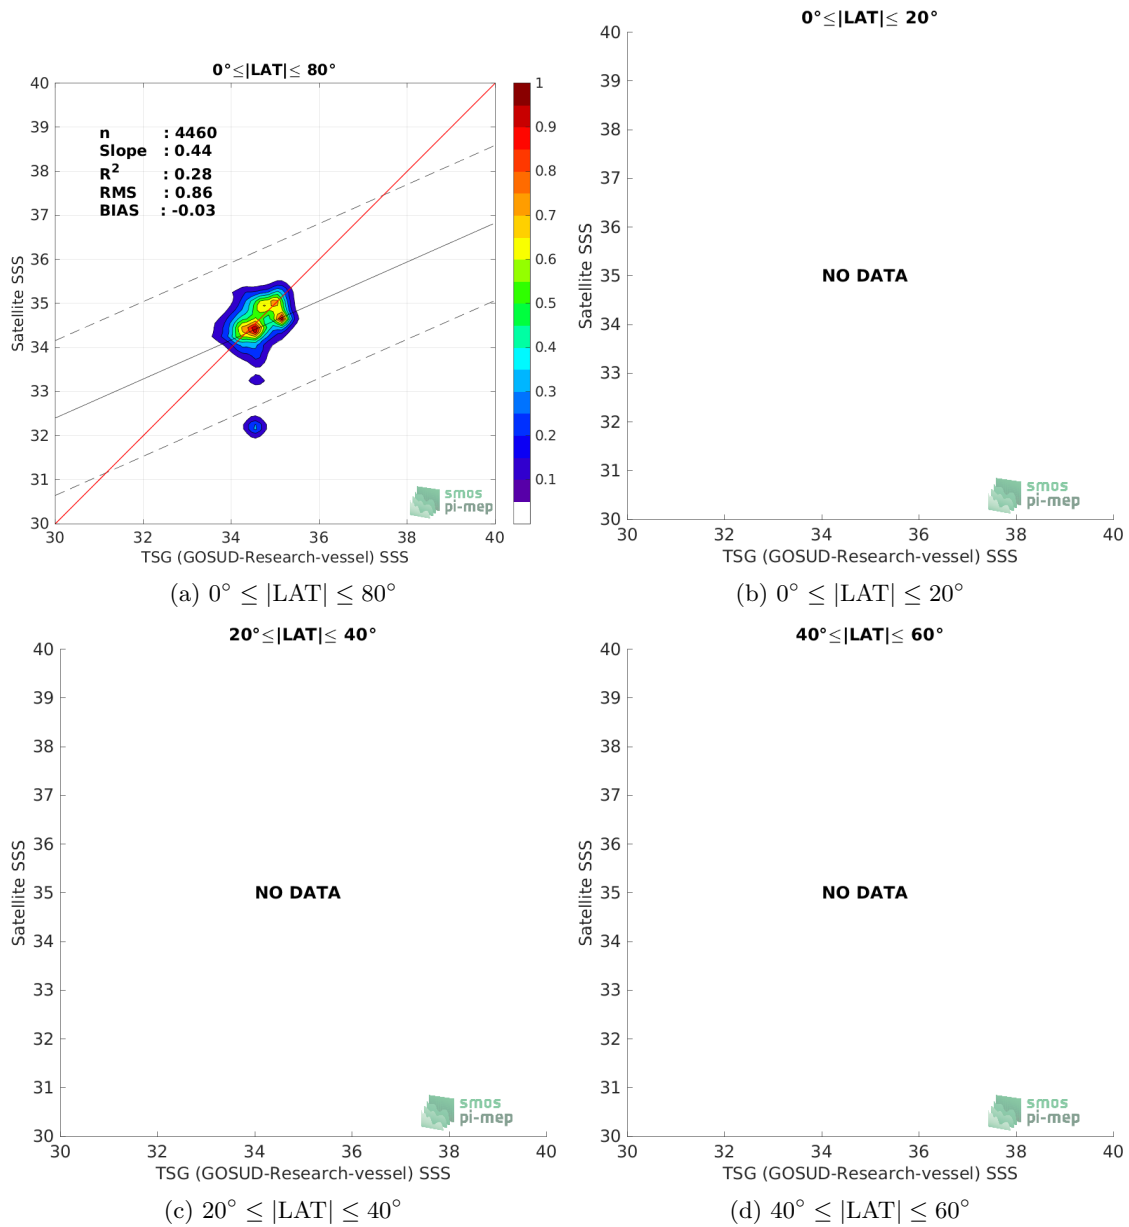 0°≤|LAT|≤ 80°
40
39
38
37
36
35
34
33
32
31
30
n : 4460
Slope : 0.44
R² : 0.28
RMS : 0.86
BIAS : -0.03
1
0.9
0.8
0.7
0.6
0.5
0.4
0.3
0.2
0.1
Satellite SSS
smos
pi-mep
30 32 34 36 38 40
TSG (GOSUD-Research-vessel) SSS
(a) 0° ≤ |LAT| ≤ 80°
0°≤|LAT|≤ 20°
40
39
38
37
36
35
34
33
32
31
30
Satellite SSS
NO DATA
smos
pi-mep
30 32 34 36 38 40
TSG (GOSUD-Research-vessel) SSS
(b) 0° ≤ |LAT| ≤ 20°
20°≤|LAT|≤ 40°
40
39
38
37
36
35
34
33
32
31
30
Satellite SSS
NO DATA
smos
pi-mep
30 32 34 36 38 40
TSG (GOSUD-Research-vessel) SSS
(c) 20° ≤ |LAT| ≤ 40°
40°≤|LAT|≤ 60°
40
39
38
37
36
35
34
33
32
31
30
Satellite SSS
NO DATA
smos
pi-mep
30 32 34 36 38 40
TSG (GOSUD-Research-vessel) SSS
(d) 40° ≤ |LAT| ≤ 60°